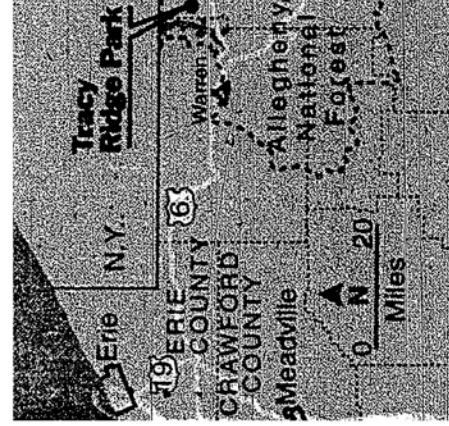 Tracy
Ridge Park
N.Y.
Erie
6
Warren
19
ERIE
COUNTY
CRAWFORD
COUNTY
Meadville
Allegheny
National
Forest
N
0 20
Miles